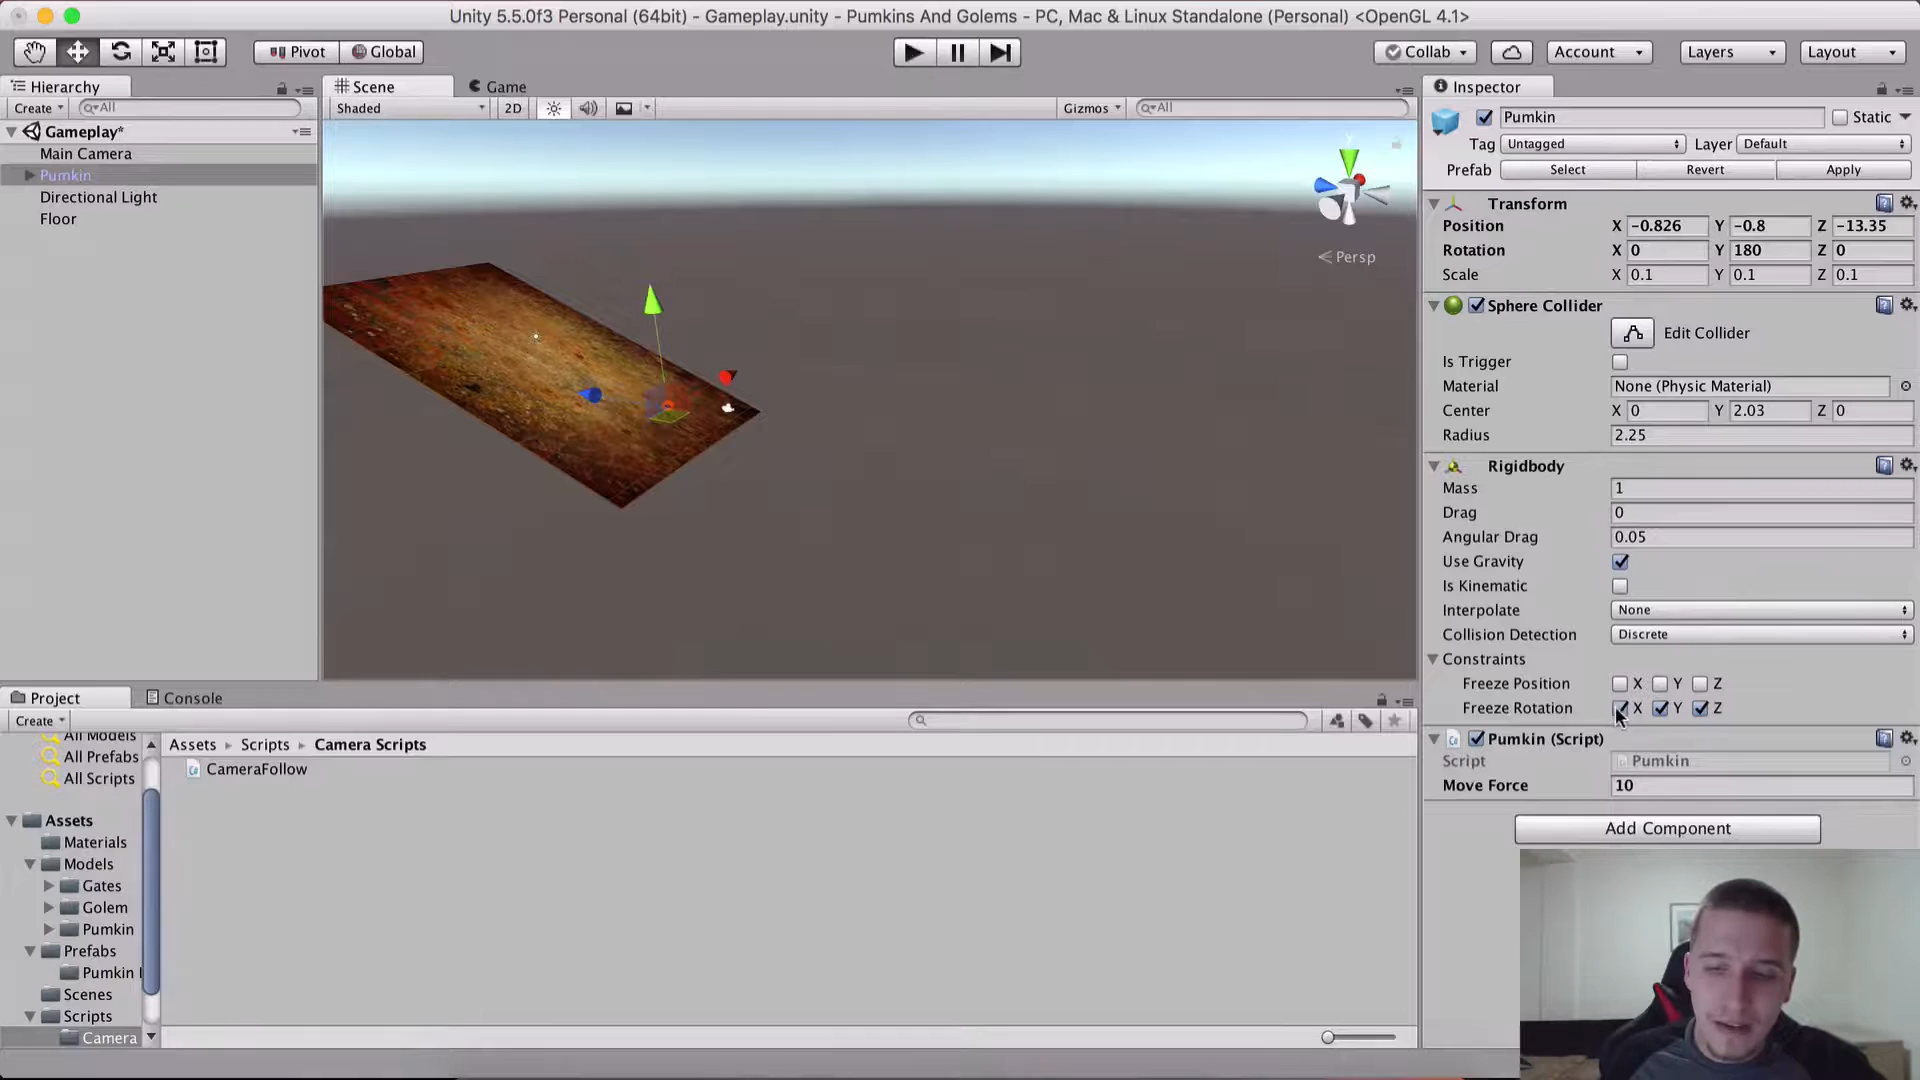 Unity 5.5.0f3 Personal (64bit) - Gameplay.unity - Pumkins And Golems - PC, Mac & Linux Standalone (Personal) <OpenGL 4.1>
Pivot Global Collab Account Layers Layout
Hierarchy Scene Game Inspector
Create All Shaded 2D Gizmos All
Gameplay*
Main Camera
Pumkin
Directional Light
Floor
Persp
Pumkin Static
Tag Untagged Layer Default
Prefab Select Revert Apply
Transform
Position X -0.826 Y -0.8 Z -13.35
Rotation X 0 Y 180 Z 0
Scale X 0.1 Y 0.1 Z 0.1
Sphere Collider
Edit Collider
Is Trigger
Material None (Physic Material)
Center X 0 Y 2.03 Z 0
Radius 2.25
Rigidbody
Mass 1
Drag 0
Angular Drag 0.05
Use Gravity
Is Kinematic
Interpolate None
Collision Detection Discrete
Constraints
Freeze Position X Y Z
Freeze Rotation X Y Z
Pumkin (Script)
Script Pumkin
Move Force 10
Add Component
Project Console
Create
All Models
All Prefabs
All Scripts
Assets
Materials
Models
Gates
Golem
Pumkin
Prefabs
Pumkin
Scenes
Scripts
Camera
Assets Scripts Camera Scripts
CameraFollow